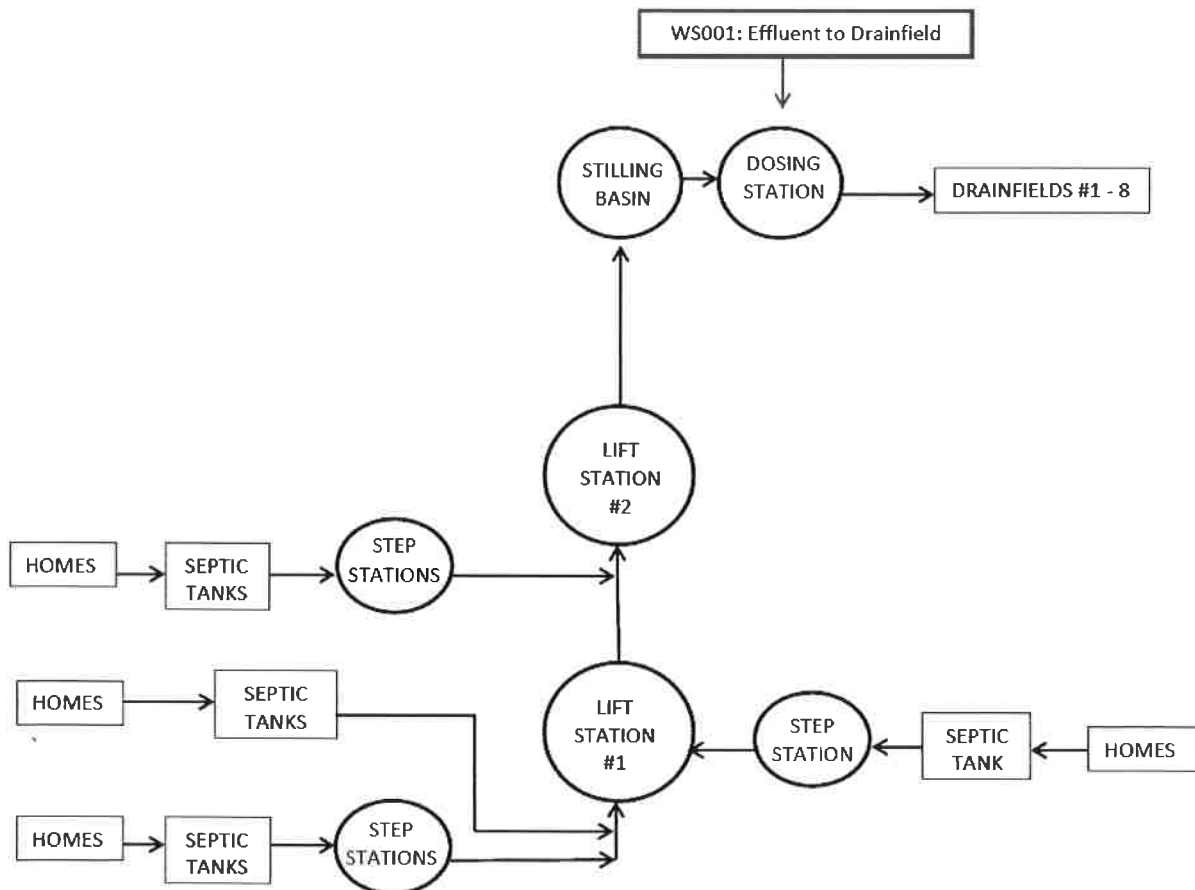 WS001: Effluent to Drainfield
STILLING
BASIN
DOSING
STATION
DRAINFIELDS #1 - 8
LIFT
STATION
#2
HOMES
SEPTIC
TANKS
STEP
STATIONS
HOMES
SEPTIC
TANKS
LIFT
STATION
#1
STEP
STATION
SEPTIC
TANK
HOMES
HOMES
SEPTIC
TANKS
STEP
STATIONS